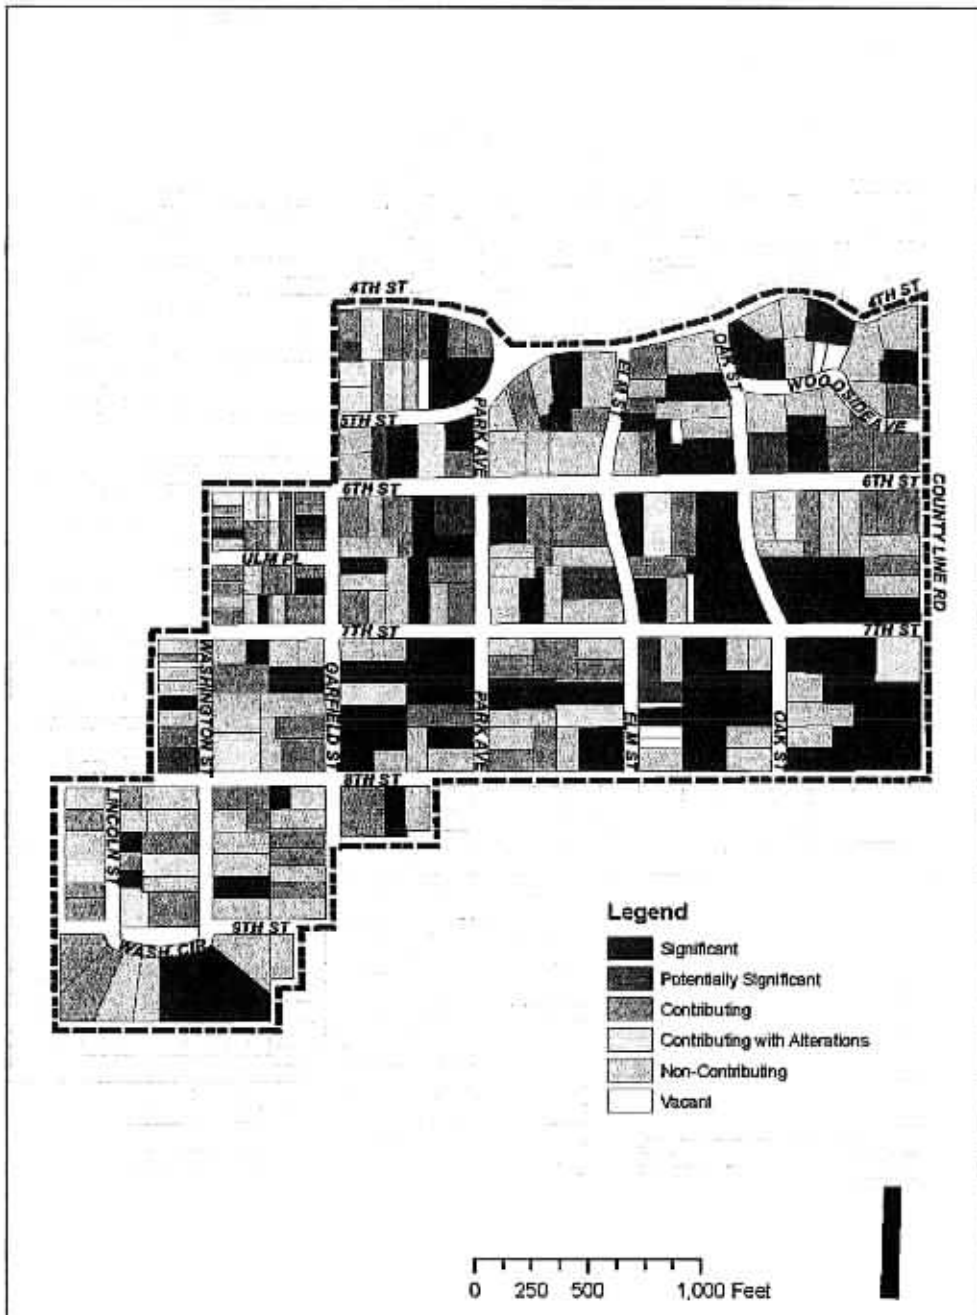 4TH ST
4TH ST
OAK ST
ELM ST
WOODSIDE AVE
PARK AVE
5TH ST
6TH ST
6TH ST
COUNTY LINE RD
ULM PL
7TH ST
7TH ST
WASHINGTON ST
GARFIELD ST
PARK AVE
ELM ST
OAK ST
8TH ST
LINCOLN ST
9TH ST
WASH CIR
Legend
Significant
Potentially Significant
Contributing
Contributing with Alterations
Non-Contributing
Vacant
0 250 500 1,000 Feet